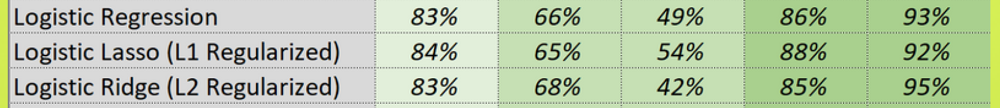 Logistic Regression 83% 66% 49% 86% 93%
Logistic Lasso (L1 Regularized) 84% 65% 54% 88% 92%
Logistic Ridge (L2 Regularized) 83% 68% 42% 85% 95%